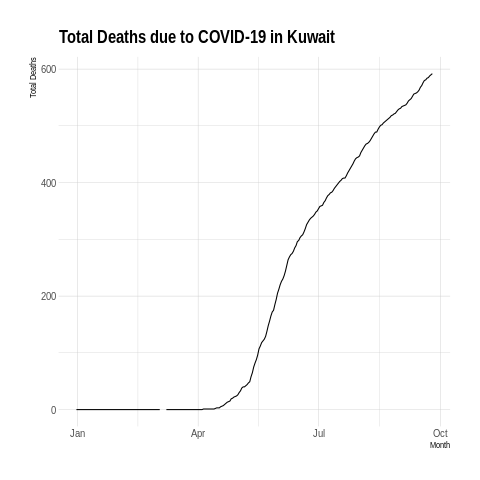 Total Deaths due to COVID-19 in Kuwait
Total Deaths
600
400
200
0
Jan Apr Jul Oct
Month